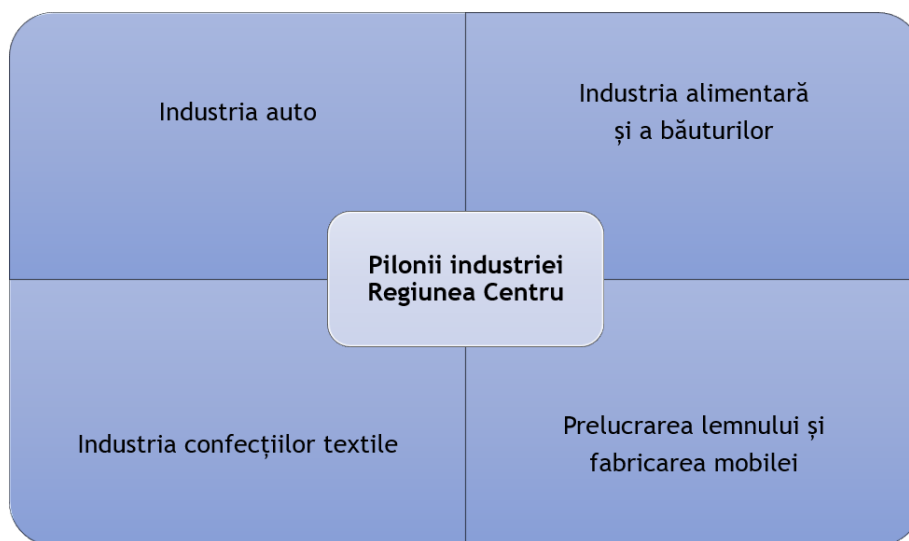 Industria auto
Industria alimentară
și a băuturilor
Pilonii industriei
Regiunea Centru
Industria confecțiilor textile
Prelucrarea lemnului și
fabricarea mobilei